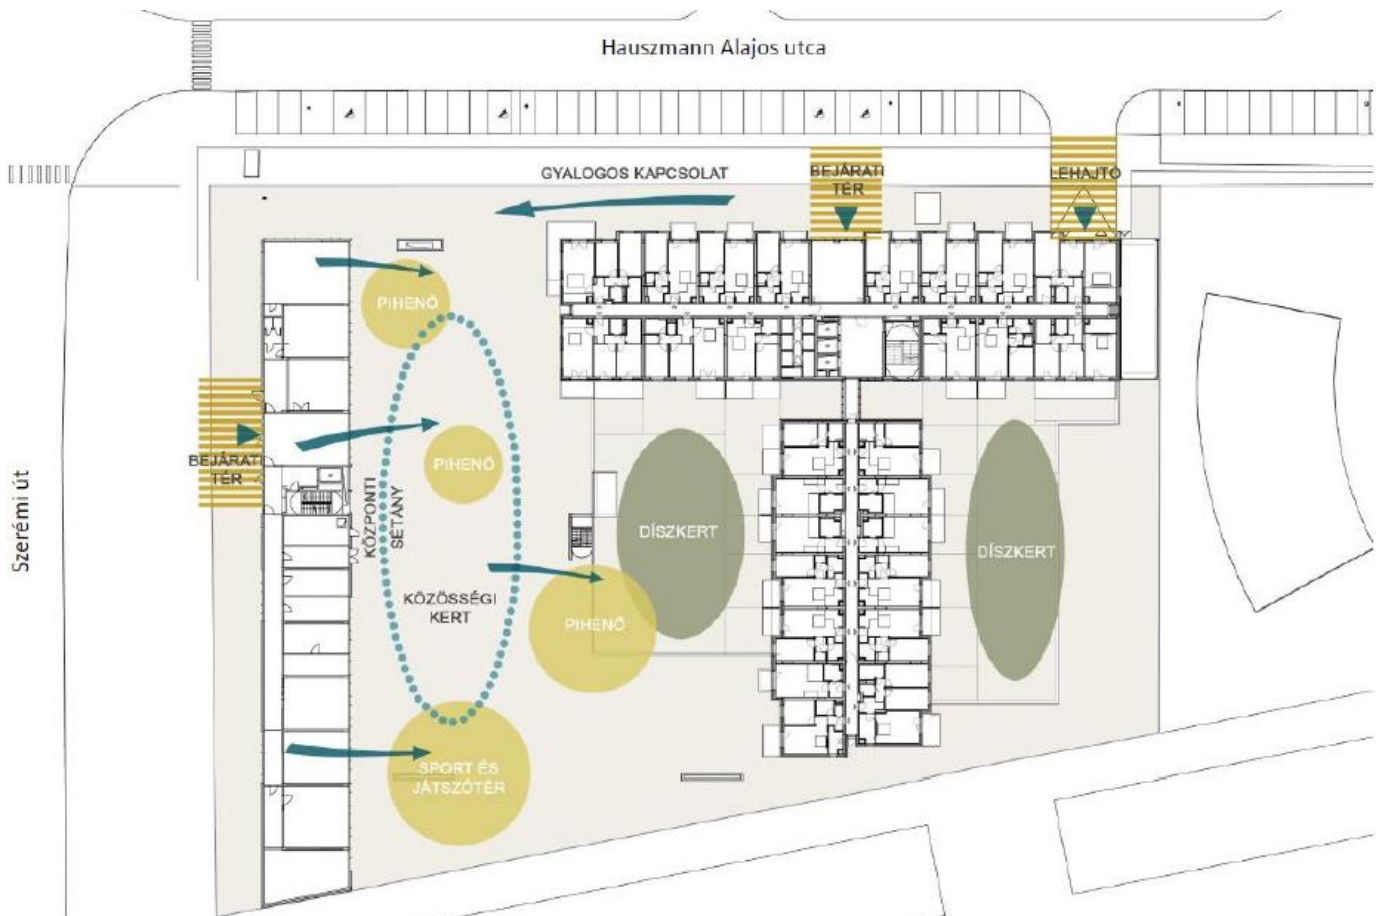 Hauszmann Alajos utca
GYALOGOS KAPCSOLAT
BEJÁRATI
TÉR
LEHAJTÓ
PIHENŐ
PIHENŐ
BEJÁRATI
TÉR
Szerémi út
KÖZPONTI
SÉTÁNY
DÍSZKERT
DÍSZKERT
KÖZÖSSÉGI
KERT
PIHENŐ
SPORT ÉS
JÁTSZÓTÉR